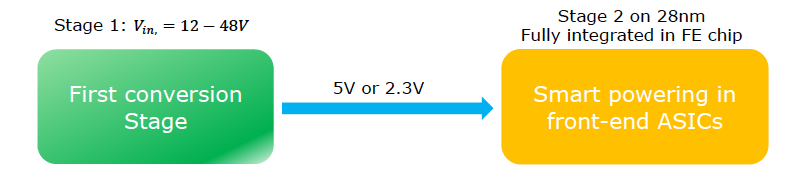 Stage 1: Vin, = 12 – 48V
First conversion
Stage
5V or 2.3V
Stage 2 on 28nm
Fully integrated in FE chip
Smart powering in
front-end ASICs